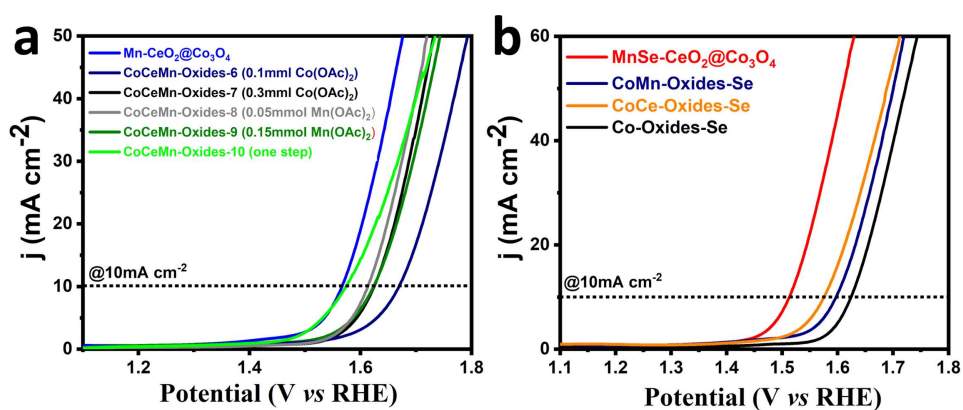 a
50
40
30
20
10
0
j (mA cm⁻²)
Mn-CeO₂@Co₃O₄
CoCeMn-Oxides-6 (0.1mml Co(OAc)₂)
CoCeMn-Oxides-7 (0.3mml Co(OAc)₂)
CoCeMn-Oxides-8 (0.05mmol Mn(OAc)₂)
CoCeMn-Oxides-9 (0.15mmol Mn(OAc)₂)
CoCeMn-Oxides-10 (one step)
@10mA cm⁻²
1.2 1.4 1.6 1.8
Potential (V vs RHE)
b
60
40
20
0
j (mA cm⁻²)
MnSe-CeO₂@Co₃O₄
CoMn-Oxides-Se
CoCe-Oxides-Se
Co-Oxides-Se
@10mA cm⁻²
1.1 1.2 1.3 1.4 1.5 1.6 1.7 1.8
Potential (V vs RHE)